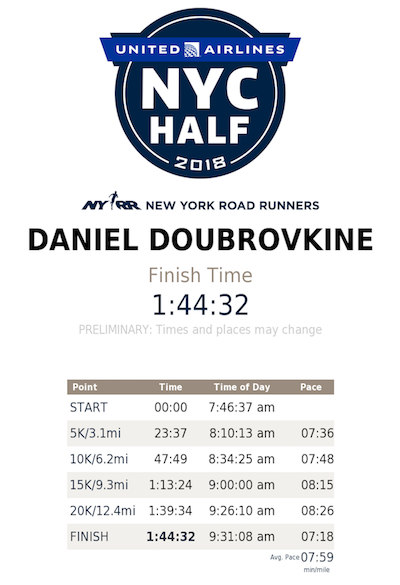 UNITED AIRLINES
NYC
HALF
2018
NYRR NEW YORK ROAD RUNNERS
DANIEL DOUBROVKINE
Finish Time
1:44:32
PRELIMINARY: Times and places may change
Point Time Time of Day Pace
START 00:00 7:46:37 am
5K/3.1mi 23:37 8:10:13 am 07:36
10K/6.2mi 47:49 8:34:25 am 07:48
15K/9.3mi 1:13:24 9:00:00 am 08:15
20K/12.4mi 1:39:34 9:26:10 am 08:26
FINISH 1:44:32 9:31:08 am 07:18
Avg. Pace 07:59
min/mile